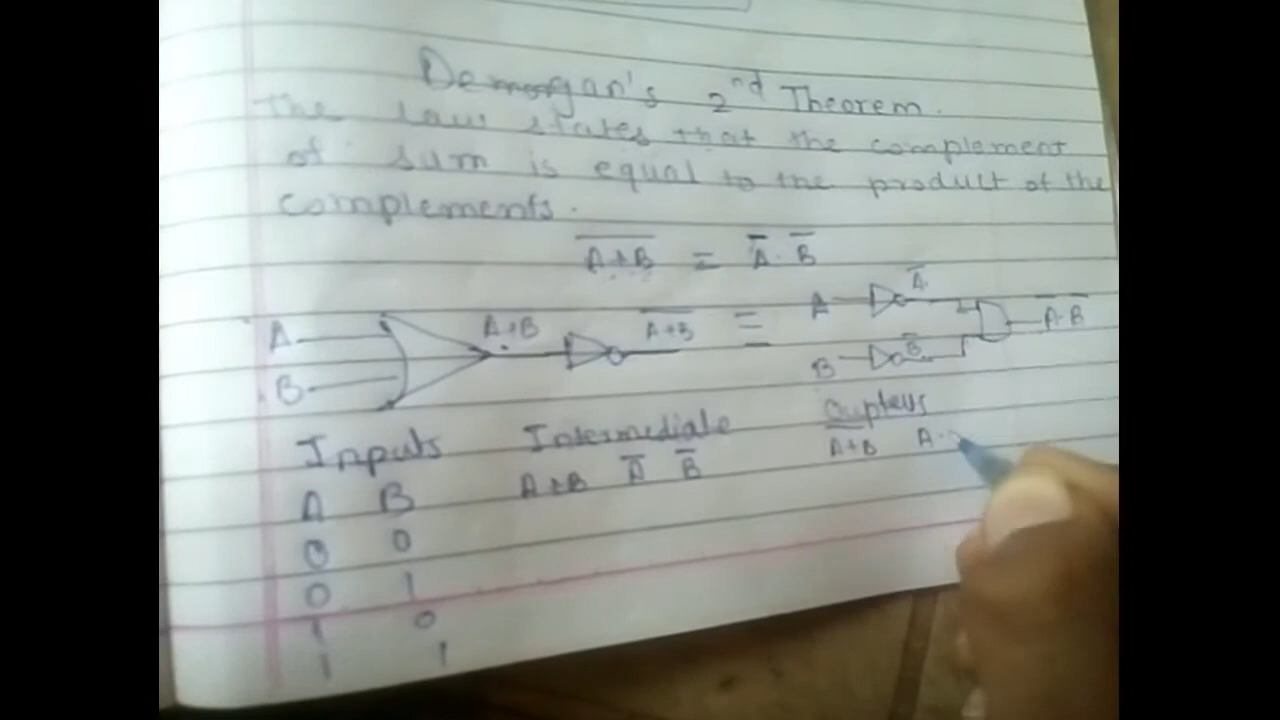 Demorgan's 2nd Theorem.
The law states that the complement
of sum is equal to the product of the
complements.
A̅+̅B̅ = A̅ . B̅
A A+B A̅+̅B̅ = A A̅ A̅.B̅
B B B̅
Inputs Intermediate Oupteus
A B A+B A̅ B̅ A̅+̅B̅ A.
0 0
0 1
1 0
1 1